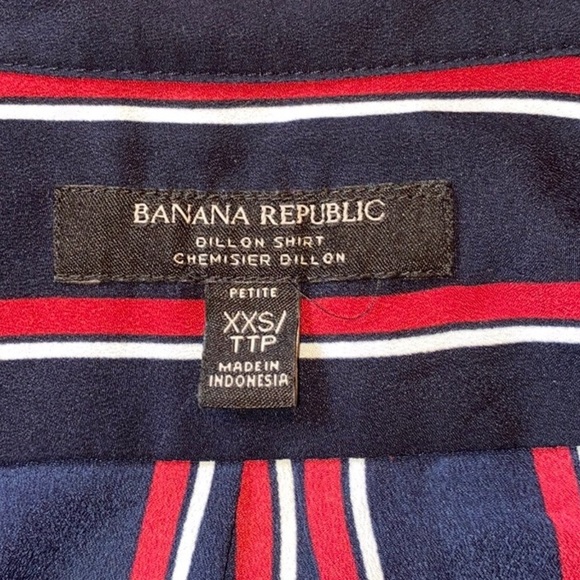 BANANA REPUBLIC
DILLON SHIRT
CHEMISIER DILLON
PETITE
XXS/
TTP
MADE IN
INDONESIA